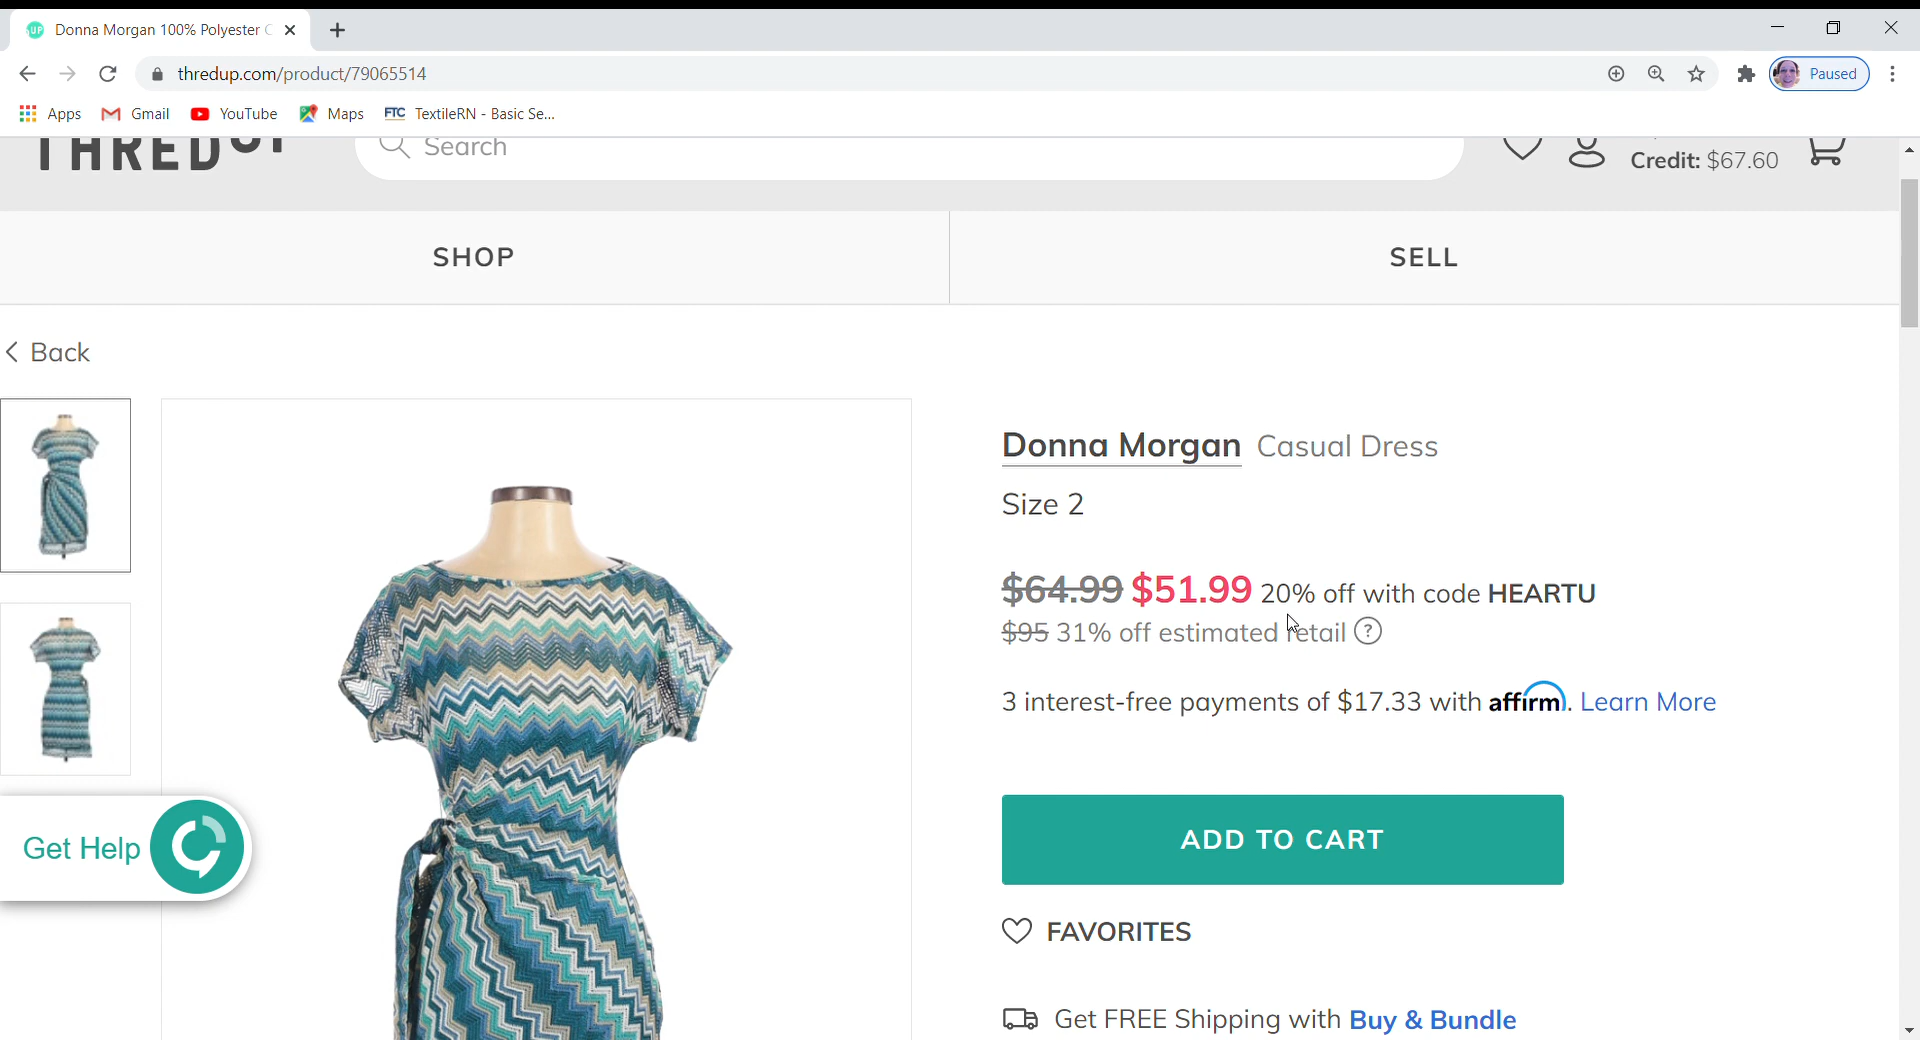 UP Donna Morgan 100% Polyester
thredup.com/product/79065514
Paused
Apps Gmail YouTube Maps FTC TextileRN - Basic Se...
THREDUP
Search
Credit: $67.60
SHOP
SELL
Back
Donna Morgan Casual Dress
Size 2
$64.99 $51.99 20% off with code HEARTU
$95 31% off estimated retail ?
3 interest-free payments of $17.33 with affirm. Learn More
ADD TO CART
Get Help
FAVORITES
Get FREE Shipping with Buy & Bundle